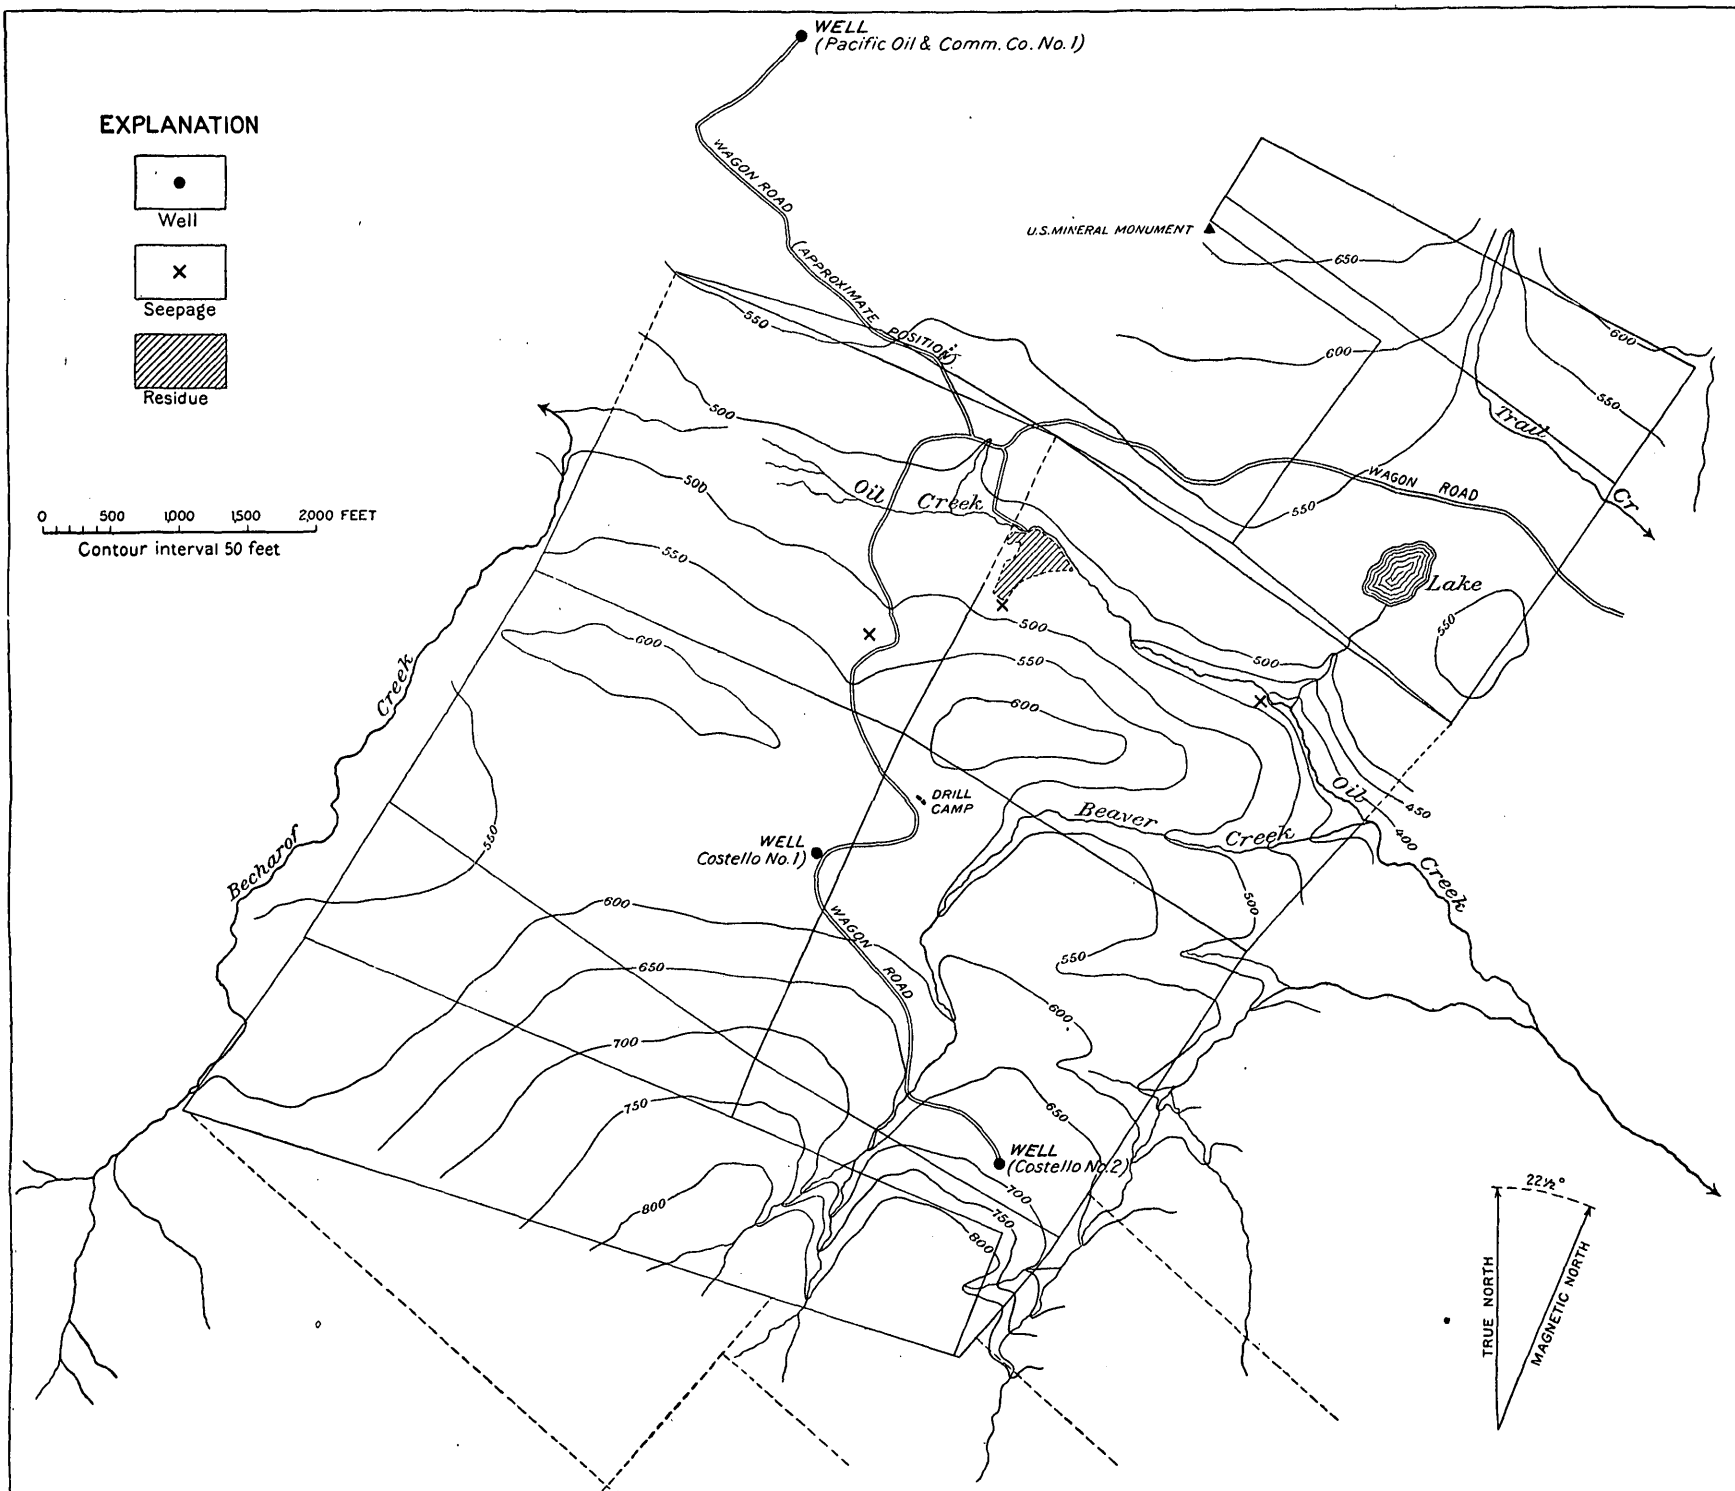 WELL
(Pacific Oil & Comm. Co. No. 1)
EXPLANATION
Well
Seepage
Residue
0 500 1,000 1,500 2,000 FEET
Contour interval 50 feet
WAGON ROAD
(APPROXIMATE POSITION)
U.S. MINERAL MONUMENT
650
600
600
550
550
500
500
550
Trail Cr
WAGON ROAD
550
Oil Creek
Lake
550
500
550
600
500
600
Becharof Creek
550
DRILL
CAMP
WELL
Costello No. 1)
Beaver Creek
Oil Creek
450
400
500
550
WAGON ROAD
600
650
700
750
800
600
650
WELL
(Costello No. 2)
700
750
800
22½°
TRUE NORTH
MAGNETIC NORTH